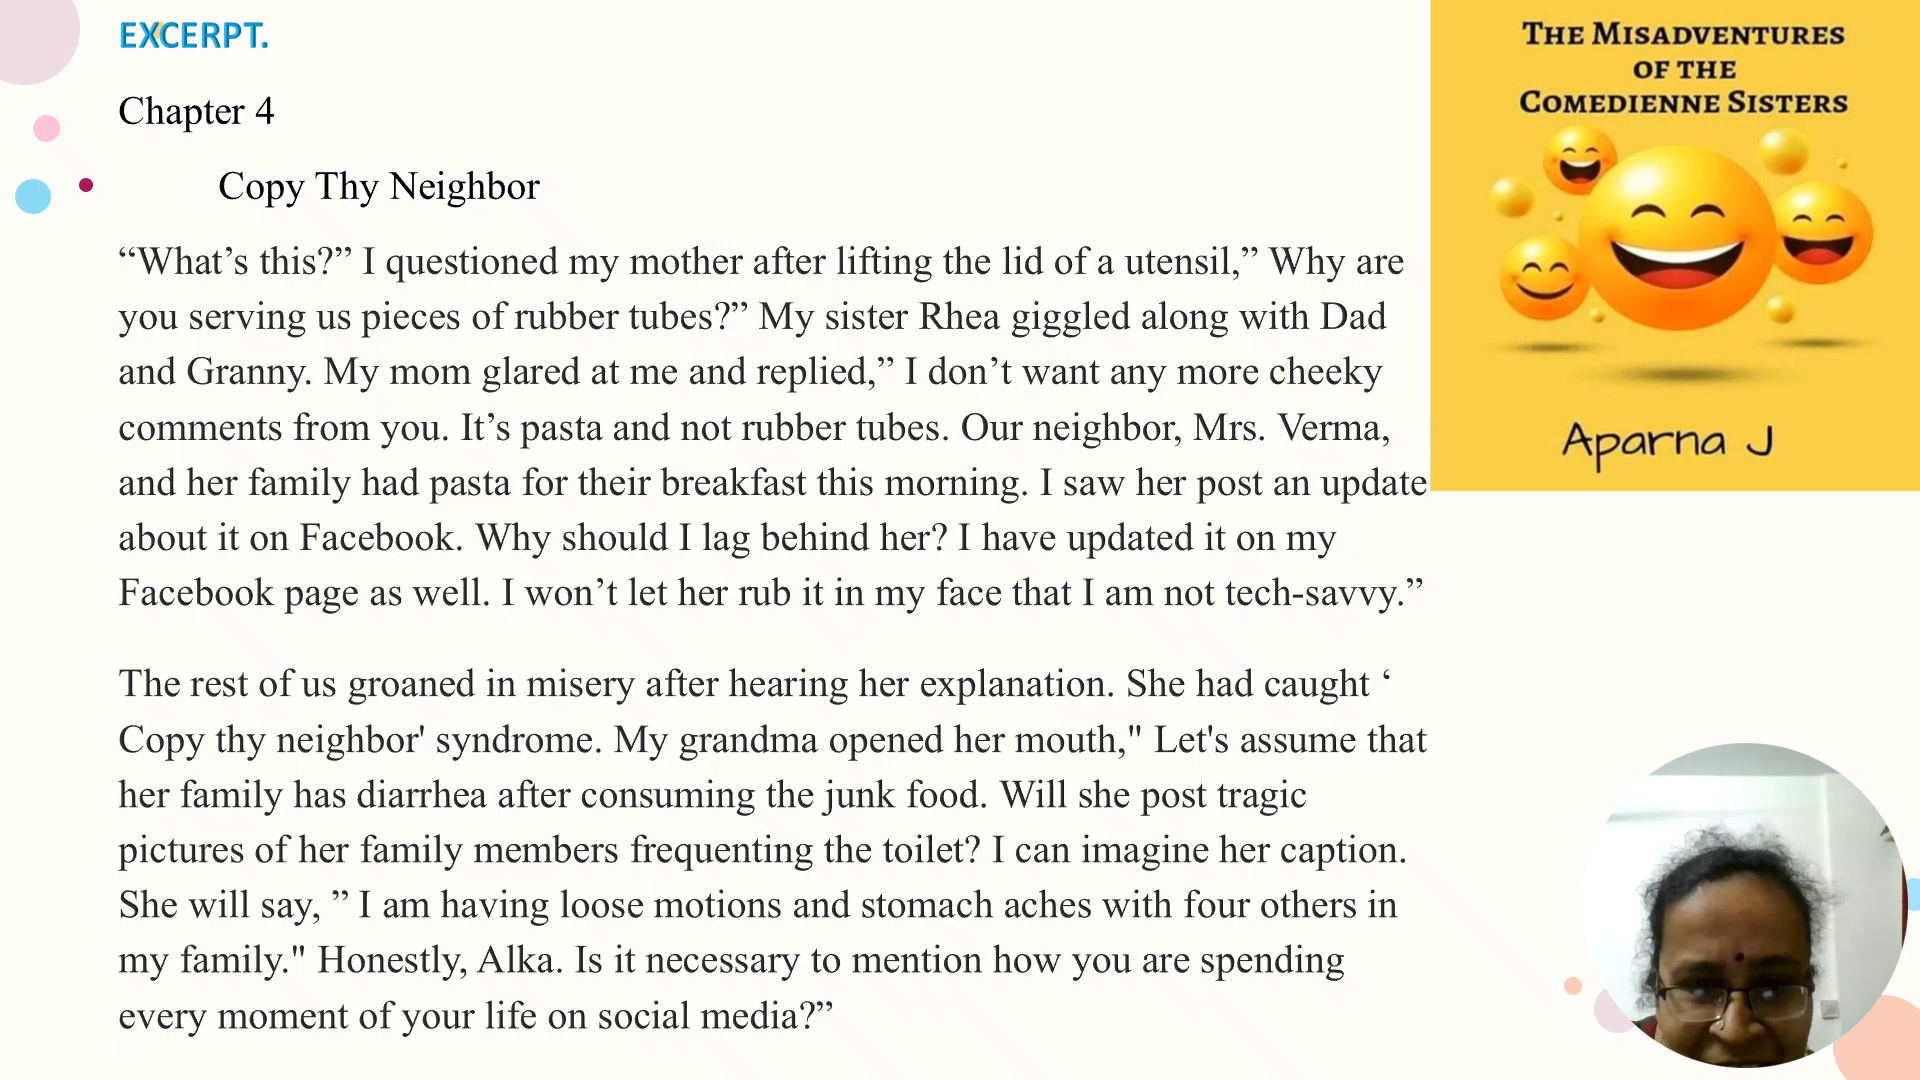 EXCERPT.
Chapter 4
Copy Thy Neighbor
“What’s this?” I questioned my mother after lifting the lid of a utensil,” Why are
you serving us pieces of rubber tubes?” My sister Rhea giggled along with Dad
and Granny. My mom glared at me and replied,” I don’t want any more cheeky
comments from you. It’s pasta and not rubber tubes. Our neighbor, Mrs. Verma,
and her family had pasta for their breakfast this morning. I saw her post an update
about it on Facebook. Why should I lag behind her? I have updated it on my
Facebook page as well. I won’t let her rub it in my face that I am not tech-savvy.”
The rest of us groaned in misery after hearing her explanation. She had caught ‘
Copy thy neighbor' syndrome. My grandma opened her mouth," Let's assume that
her family has diarrhea after consuming the junk food. Will she post tragic
pictures of her family members frequenting the toilet? I can imagine her caption.
She will say, ” I am having loose motions and stomach aches with four others in
my family." Honestly, Alka. Is it necessary to mention how you are spending
every moment of your life on social media?”
THE MISADVENTURES
OF THE
COMEDIENNE SISTERS
Aparna J